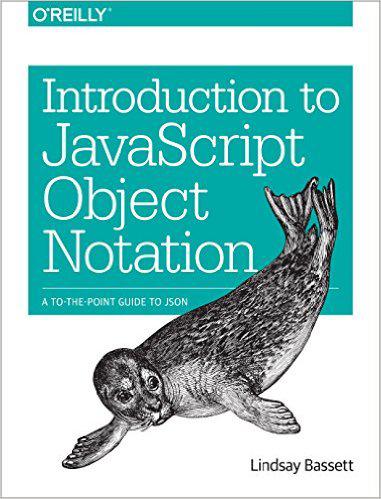 O'REILLY®
Introduction to
JavaScript
Object
Notation
A TO-THE-POINT GUIDE TO JSON
Lindsay Bassett